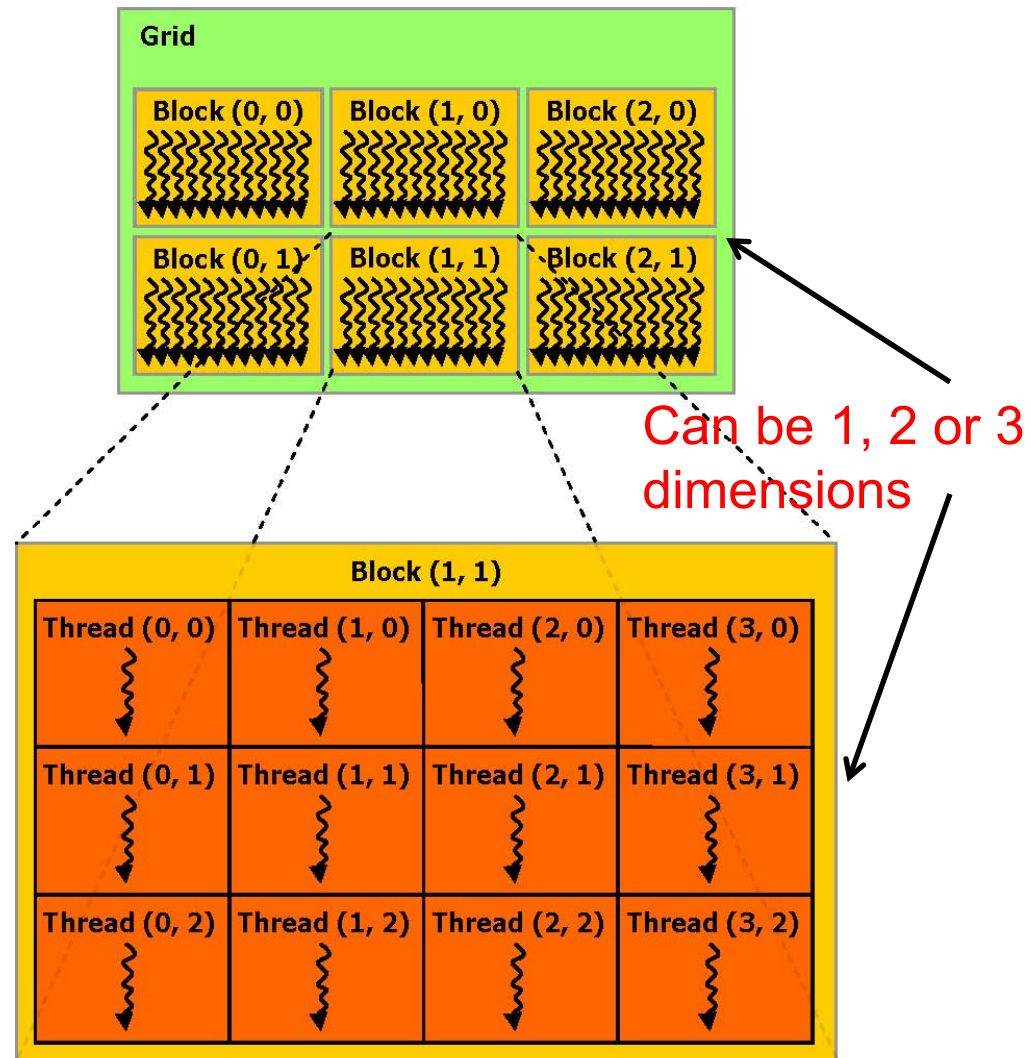 Grid
Block (0, 0) Block (1, 0) Block (2, 0)
Block (0, 1) Block (1, 1) Block (2, 1)
Can be 1, 2 or 3
dimensions
Block (1, 1)
Thread (0, 0) Thread (1, 0) Thread (2, 0) Thread (3, 0)
Thread (0, 1) Thread (1, 1) Thread (2, 1) Thread (3, 1)
Thread (0, 2) Thread (1, 2) Thread (2, 2) Thread (3, 2)